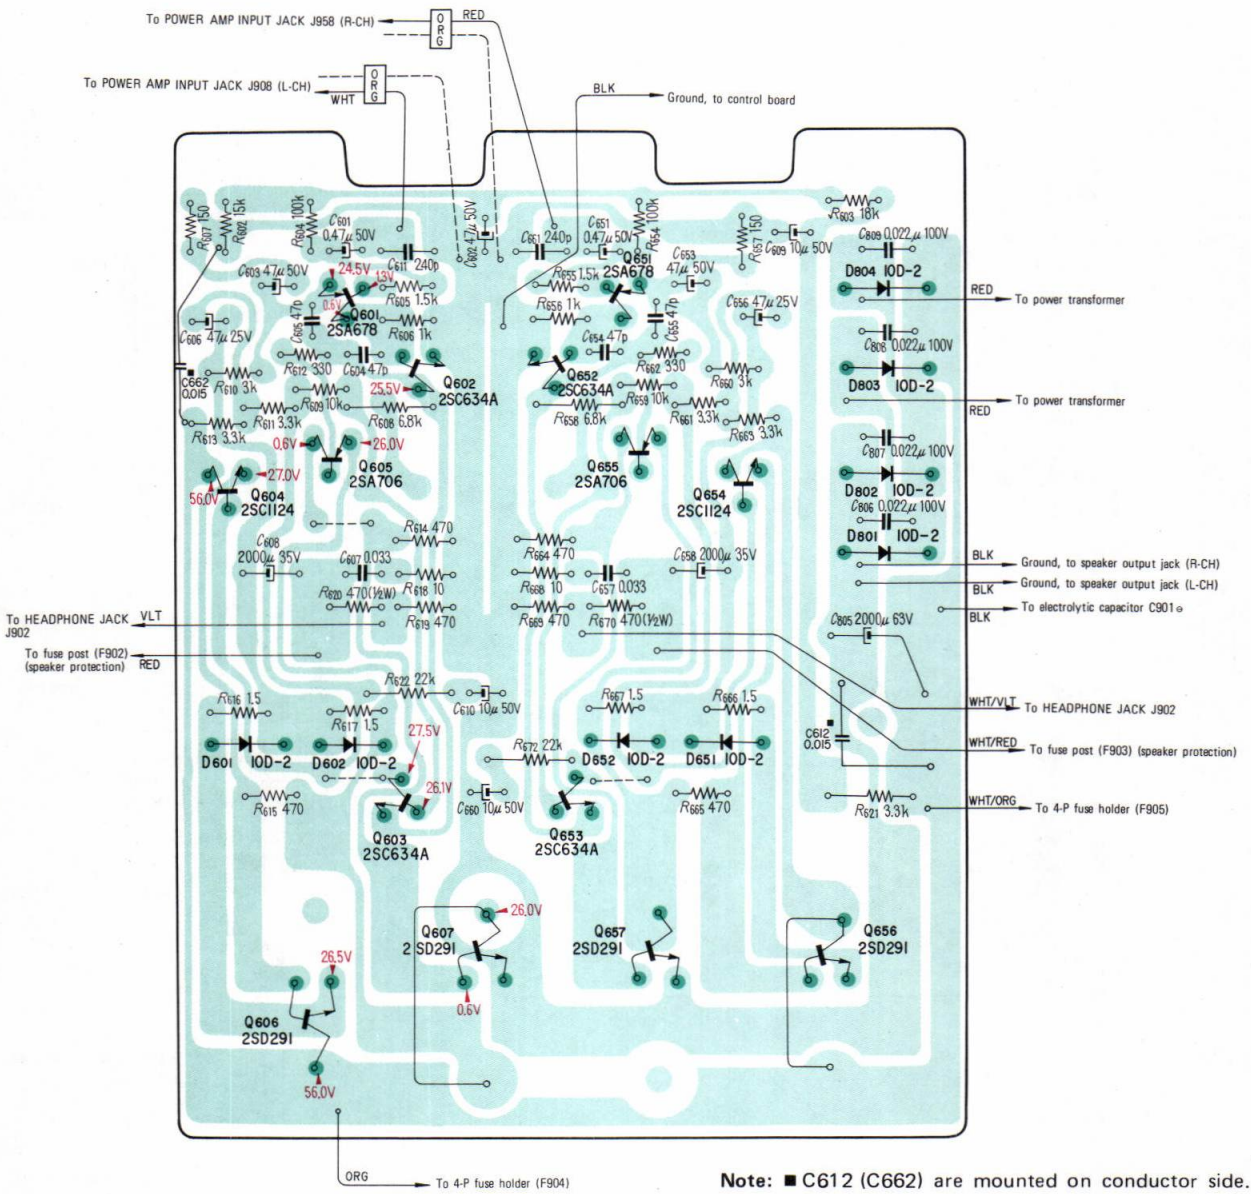 To POWER AMP INPUT JACK J958 (R-CH)
ORG
RED
To POWER AMP INPUT JACK J908 (L-CH)
ORG
WHT
BLK
Ground, to control board
R607 150
R602 15k
R604 100k
C601
0.47μ 50V
C611 240p
C602 47μ 50V
C661 240p
C651
0.47μ 50V
R654 100k
R657 150
C609 10μ 50V
R603 18k
C809 0.022μ 100V
C603 47μ 50V
24.5V
1.3V
0.6V
R605 1.5k
R655 1.5k
Q651
2SA678
C653
47μ 50V
D804 10D-2
RED
To power transformer
C606 47μ 25V
C605 47p
Q601
2SA678
R606 1k
R656 1k
C655 47p
C656 47μ 25V
C808 0.022μ 100V
C662
0.015
R610 3k
R612 330
C604 47p
Q602
2SC634A
25.5V
C654 47p
Q652
2SC634A
R662 330
R660 3k
D803 10D-2
RED
To power transformer
R613 3.3k
R611 3.3k
R609 10k
R608 6.8k
R658 6.8k
R659 10k
R661 3.3k
R663 3.3k
C807 0.022μ 100V
0.6V
26.0V
Q605
2SA706
Q655
2SA706
56.0V
27.0V
Q604
2SC1124
Q654
2SC1124
D802 10D-2
C806 0.022μ 100V
D801 10D-2
R614 470
R664 470
C608
2000μ 35V
C607 0.033
R618 10
R668 10
C657 0.033
C658 2000μ 35V
BLK
Ground, to speaker output jack (R-CH)
Ground, to speaker output jack (L-CH)
BLK
R620 470(½W)
R619 470
R669 470
R670 470(½W)
To electrolytic capacitor C901 ⊖
BLK
To HEADPHONE JACK
J902
VLT
To fuse post (F902)
(speaker protection)
RED
C805 2000μ 63V
R616 1.5
R622 22k
C610 10μ 50V
R667 1.5
R666 1.5
WHT/VLT
To HEADPHONE JACK J902
R617 1.5
27.5V
R672 22k
C612
0.015
WHT/RED
To fuse post (F903) (speaker protection)
D601 10D-2
D602 10D-2
D652 10D-2
D651 10D-2
R615 470
26.1V
C660 10μ 50V
R665 470
R621 3.3k
WHT/ORG
To 4-P fuse holder (F905)
Q603
2SC634A
Q653
2SC634A
Q607
2SD291
26.0V
Q657
2SD291
Q656
2SD291
26.5V
0.6V
Q606
2SD291
56.0V
ORG
To 4-P fuse holder (F904)
Note: ■ C612 (C662) are mounted on conductor side.